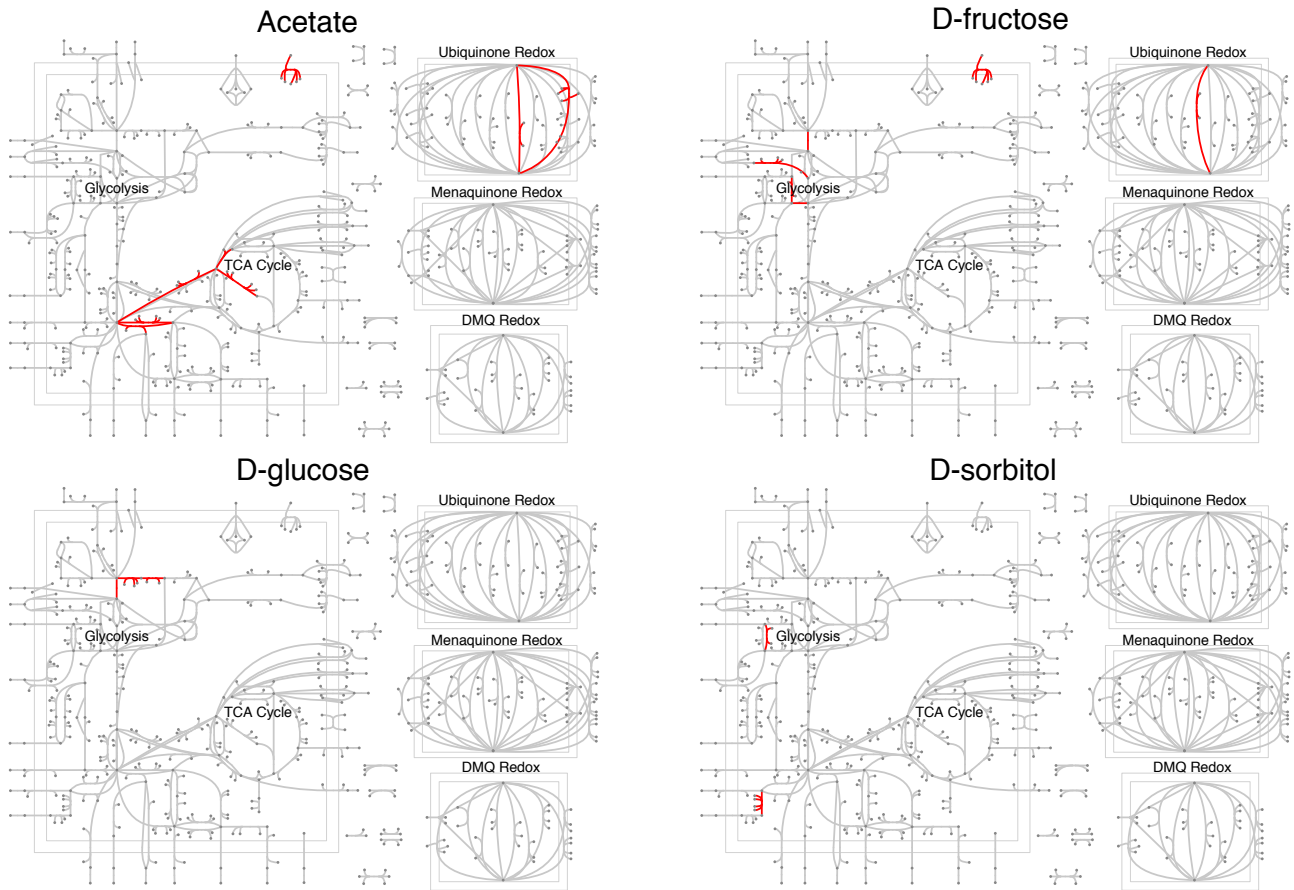 Acetate
Ubiquinone Redox
Glycolysis
Menaquinone Redox
TCA Cycle
DMQ Redox
D-fructose
Ubiquinone Redox
Glycolysis
Menaquinone Redox
TCA Cycle
DMQ Redox
D-glucose
Ubiquinone Redox
Glycolysis
Menaquinone Redox
TCA Cycle
DMQ Redox
D-sorbitol
Ubiquinone Redox
Glycolysis
Menaquinone Redox
TCA Cycle
DMQ Redox